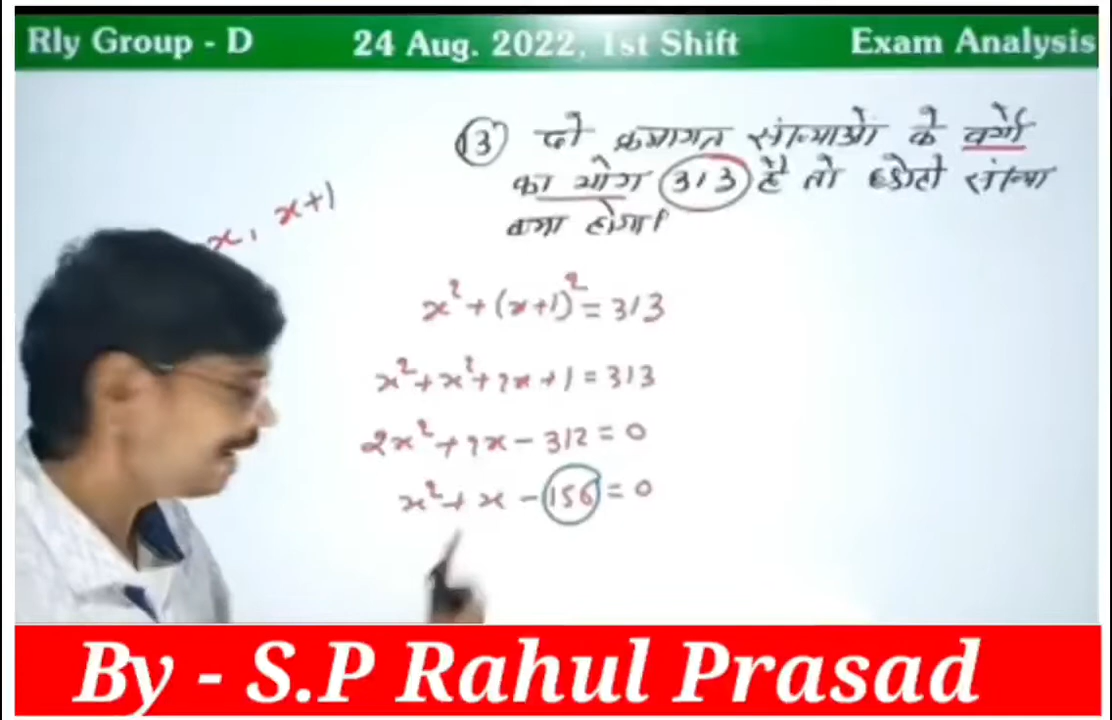 Rly Group - D 24 Aug. 2022, 1st Shift Exam Analysis
(13) दो क्रमागत संख्याओं के वर्गों
का योग 313 है तो छोटी संख्या
क्या होगा।
x, x+1
x² + (x+1)² = 313
x² + x² + 2x + 1 = 313
2x² + 2x - 312 = 0
x² + x - 156 = 0
By - S.P Rahul Prasad